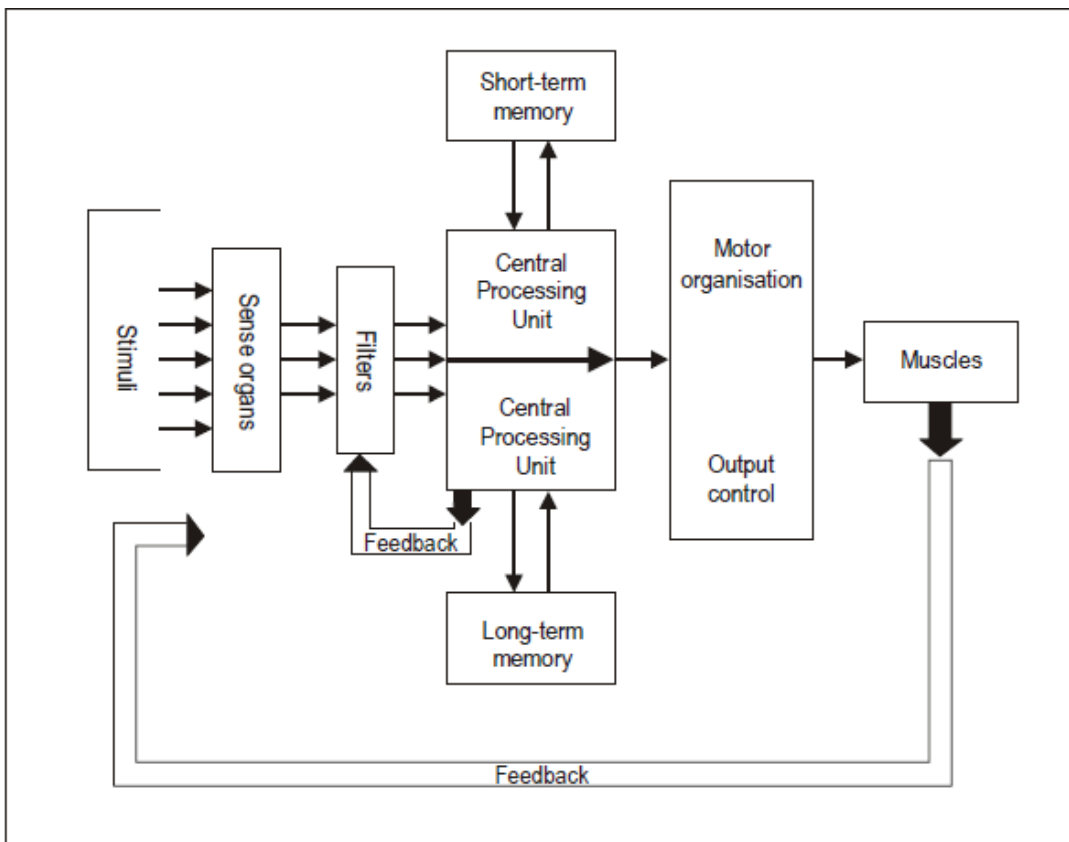 Short-term
memory
Stimuli
Sense organs
Filters
Central
Processing
Unit
Central
Processing
Unit
Motor
organisation
Output
control
Muscles
Feedback
Long-term
memory
Feedback